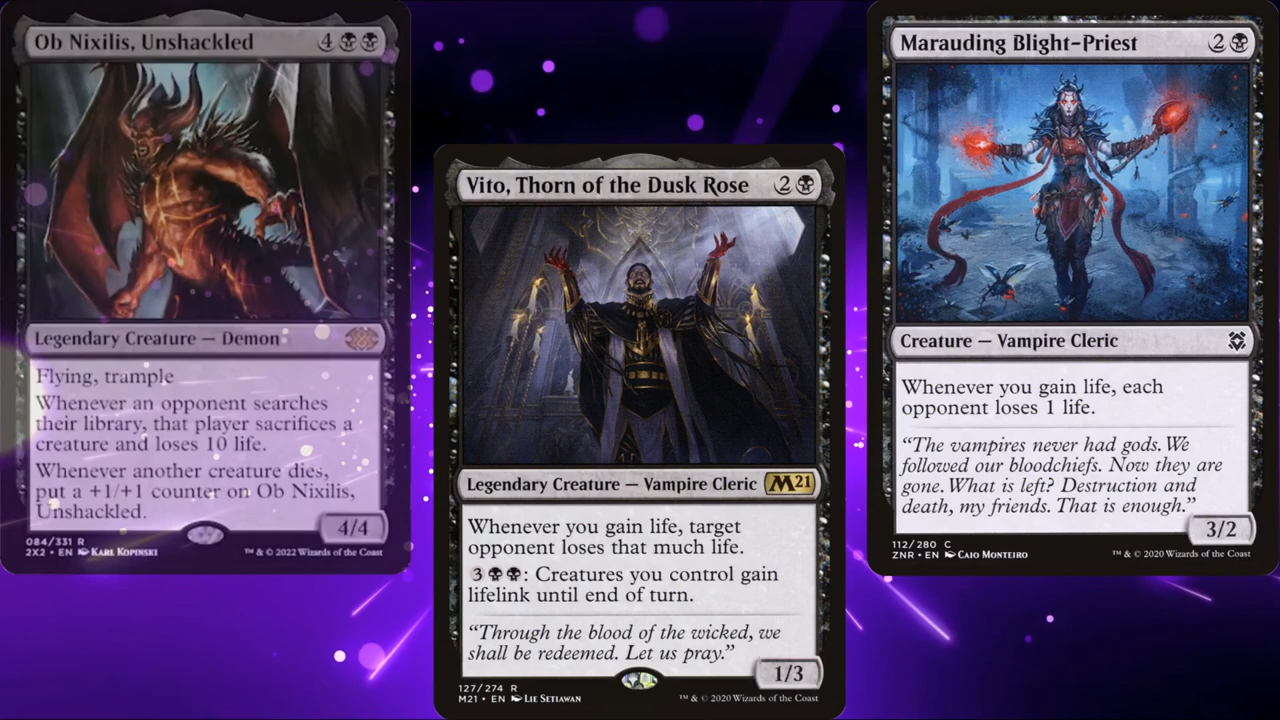 Ob Nixilis, Unshackled 4
Legendary Creature — Demon
Flying, trample
Whenever an opponent searches
their library, that player sacrifices a
creature and loses 10 life.
Whenever another creature dies,
put a +1/+1 counter on Ob Nixilis,
Unshackled.
4/4
084/331 R
2X2 • EN Karl Kopinski
™ & © 2022 Wizards of the Coast
Vito, Thorn of the Dusk Rose 2
Legendary Creature — Vampire Cleric M21
Whenever you gain life, target
opponent loses that much life.
3: Creatures you control gain
lifelink until end of turn.
“Through the blood of the wicked, we
shall be redeemed. Let us pray.”
1/3
127/274 R
M21 • EN Lie Setiawan
™ & © 2020 Wizards of the Coast
Marauding Blight-Priest 2
Creature — Vampire Cleric
Whenever you gain life, each
opponent loses 1 life.
“The vampires never had gods. We
followed our bloodchiefs. Now they are
gone. What is left? Destruction and
death, my friends. That is enough.”
3/2
112/280 C
ZNR • EN Caio Monteiro
™ & © 2020 Wizards of the Coast